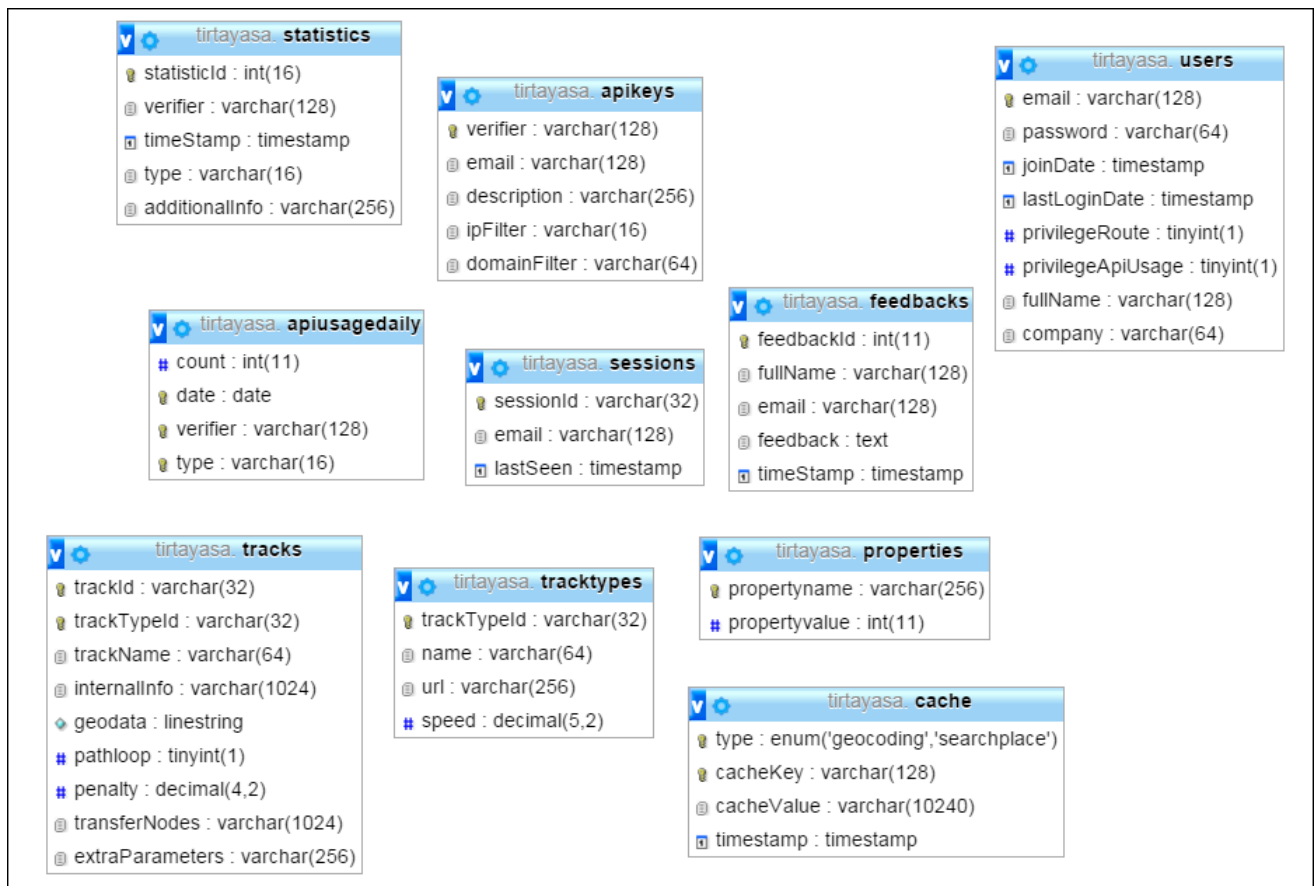 tirtayasa. statistics
statisticId : int(16)
verifier : varchar(128)
timeStamp : timestamp
type : varchar(16)
additionalInfo : varchar(256)
tirtayasa. apikeys
verifier : varchar(128)
email : varchar(128)
description : varchar(256)
ipFilter : varchar(16)
domainFilter : varchar(64)
tirtayasa. users
email : varchar(128)
password : varchar(64)
joinDate : timestamp
lastLoginDate : timestamp
privilegeRoute : tinyint(1)
privilegeApiUsage : tinyint(1)
fullName : varchar(128)
company : varchar(64)
tirtayasa. apiusagedaily
count : int(11)
date : date
verifier : varchar(128)
type : varchar(16)
tirtayasa. sessions
sessionId : varchar(32)
email : varchar(128)
lastSeen : timestamp
tirtayasa. feedbacks
feedbackId : int(11)
fullName : varchar(128)
email : varchar(128)
feedback : text
timeStamp : timestamp
tirtayasa. tracks
trackId : varchar(32)
trackTypeId : varchar(32)
trackName : varchar(64)
internalInfo : varchar(1024)
geodata : linestring
pathloop : tinyint(1)
penalty : decimal(4,2)
transferNodes : varchar(1024)
extraParameters : varchar(256)
tirtayasa. tracktypes
trackTypeId : varchar(32)
name : varchar(64)
url : varchar(256)
speed : decimal(5,2)
tirtayasa. properties
propertyname : varchar(256)
propertyvalue : int(11)
tirtayasa. cache
type : enum('geocoding','searchplace')
cacheKey : varchar(128)
cacheValue : varchar(10240)
timestamp : timestamp